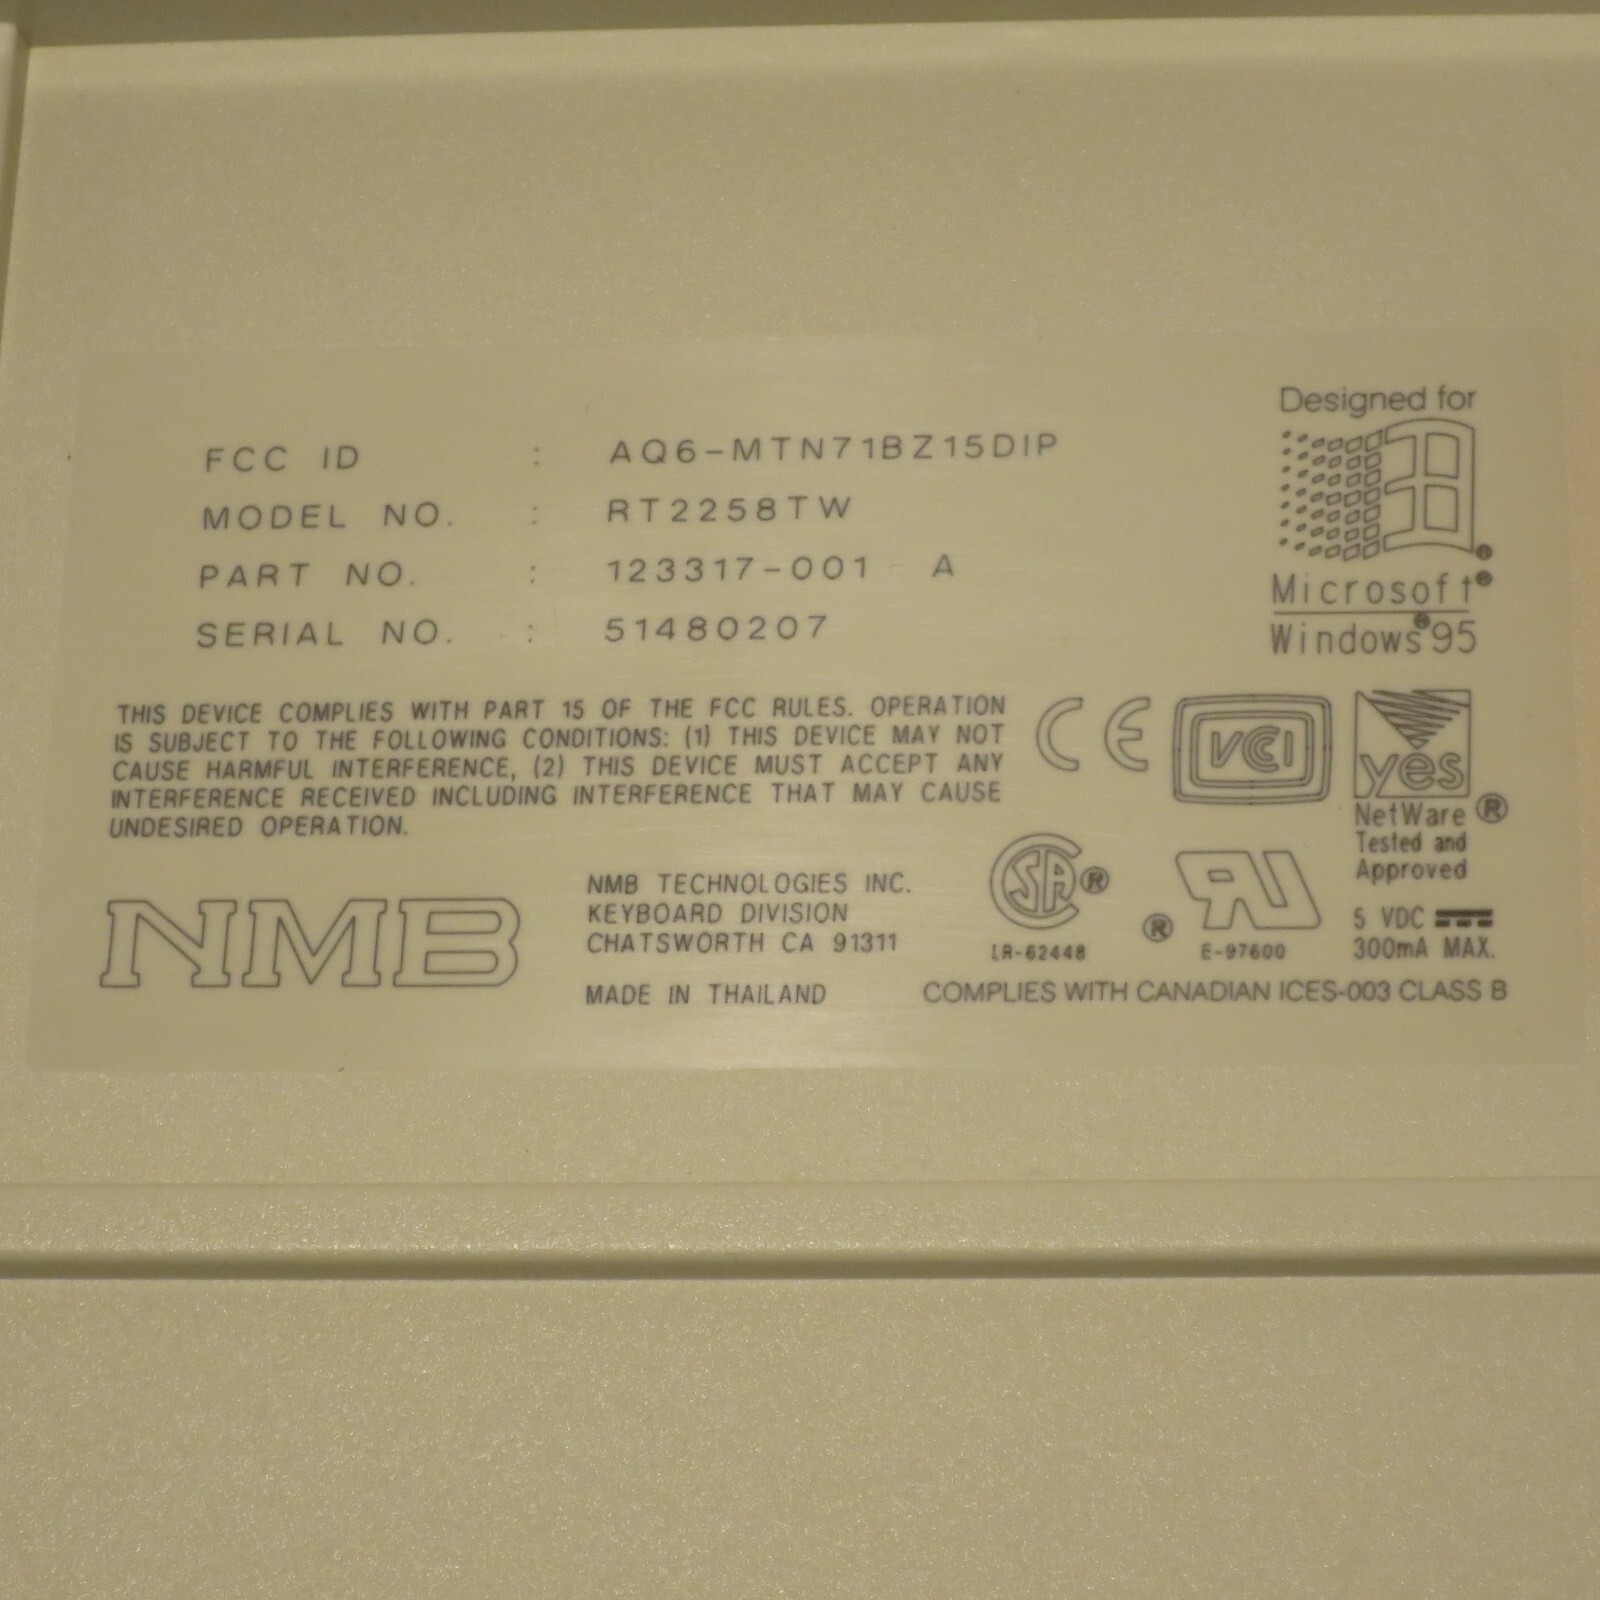 FCC ID : AQ6-MTN71BZ15DIP
MODEL NO. : RT2258TW
PART NO. : 123317-001 A
SERIAL NO. : 51480207
Designed for
Microsoft®
Windows®95
THIS DEVICE COMPLIES WITH PART 15 OF THE FCC RULES. OPERATION
IS SUBJECT TO THE FOLLOWING CONDITIONS: (1) THIS DEVICE MAY NOT
CAUSE HARMFUL INTERFERENCE, (2) THIS DEVICE MUST ACCEPT ANY
INTERFERENCE RECEIVED INCLUDING INTERFERENCE THAT MAY CAUSE
UNDESIRED OPERATION.
CE
VCI
yes
NetWare®
Tested and
Approved
NMB
NMB TECHNOLOGIES INC.
KEYBOARD DIVISION
CHATSWORTH CA 91311
MADE IN THAILAND
SA®
LR-62448
® RU
E-97600
5 VDC
300mA MAX.
COMPLIES WITH CANADIAN ICES-003 CLASS B